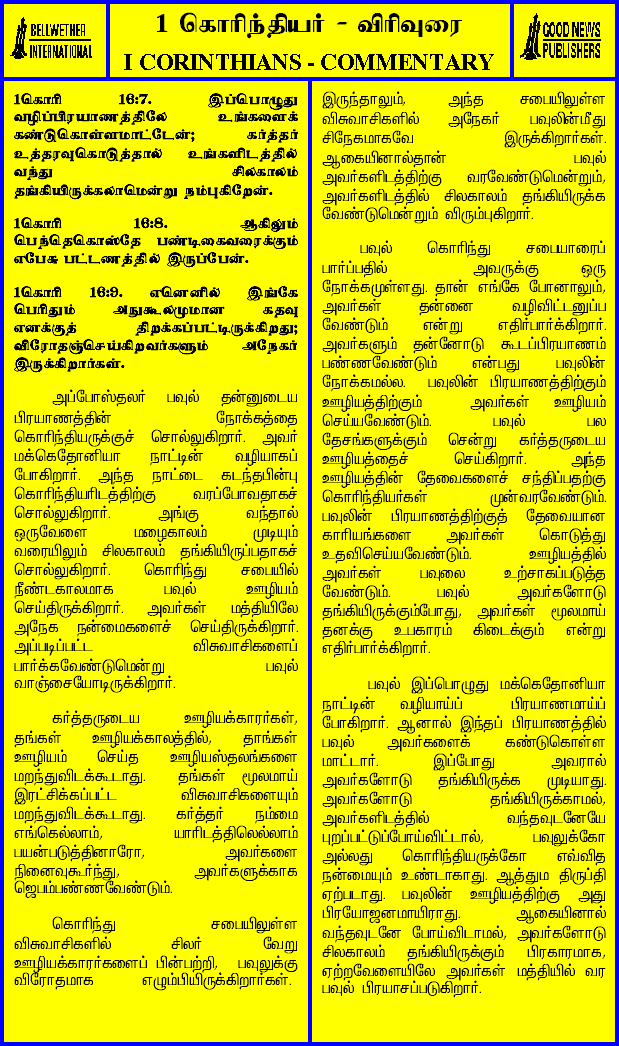 BELLWETHER
INTERNATIONAL
1 கொரிந்தியர் - விரிவுரை
I CORINTHIANS - COMMENTARY
GOOD NEWS
PUBLISHERS
1கொரி 16:7. இப்பொழுது
வழிப்பிரயாணத்திலே உங்களைக்
கண்டுகொள்ளமாட்டேன்; கர்த்தர்
உத்தரவுகொடுத்தால் உங்களிடத்தில்
வந்து சிலகாலம்
தங்கியிருக்கலாமென்று நம்புகிறேன்.
1கொரி 16:8. ஆகிலும்
பெந்தெகொஸ்தே பண்டிகைவரைக்கும்
எபேசு பட்டணத்தில் இருப்பேன்.
1கொரி 16:9. ஏனெனில் இங்கே
பெரிதும் அநுகூலமுமான கதவு
எனக்குத் திறக்கப்பட்டிருக்கிறது;
விரோதஞ்செய்கிறவர்களும் அநேகர்
இருக்கிறார்கள்.
அப்போஸ்தலர் பவுல் தன்னுடைய
பிரயாணத்தின் நோக்கத்தை
கொரிந்தியருக்குச் சொல்லுகிறார். அவர்
மக்கெதோனியா நாட்டின் வழியாகப்
போகிறார். அந்த நாட்டை கடந்தபின்பு
கொரிந்தியரிடத்திற்கு வரப்போவதாகச்
சொல்லுகிறார். அங்கு வந்தால்
ஒருவேளை மழைகாலம் முடியும்
வரையிலும் சிலகாலம் தங்கியிருப்பதாகச்
சொல்லுகிறார். கொரிந்து சபையில்
நீண்டகாலமாக பவுல் ஊழியம்
செய்திருக்கிறார். அவர்கள் மத்தியிலே
அநேக நன்மைகளைச் செய்திருக்கிறார்.
அப்படிப்பட்ட விசுவாசிகளைப்
பார்க்கவேண்டுமென்று பவுல்
வாஞ்சையோடிருக்கிறார்.
கர்த்தருடைய ஊழியக்காரர்கள்,
தங்கள் ஊழியக்காலத்தில், தாங்கள்
ஊழியம் செய்த ஊழியஸ்தலங்களை
மறந்துவிடக்கூடாது. தங்கள் மூலமாய்
இரட்சிக்கப்பட்ட விசுவாசிகளையும்
மறந்துவிடக்கூடாது. கர்த்தர் நம்மை
எங்கெல்லாம், யாரிடத்திலெல்லாம்
பயன்படுத்தினாரோ, அவர்களை
நினைவுகூர்ந்து, அவர்களுக்காக
ஜெபம்பண்ணவேண்டும்.
கொரிந்து சபையிலுள்ள
விசுவாசிகளில் சிலர் வேறு
ஊழியக்காரர்களைப் பின்பற்றி, பவுலுக்கு
விரோதமாக எழும்பியிருக்கிறார்கள்.
இருந்தாலும், அந்த சபையிலுள்ள
விசுவாசிகளில் அநேகர் பவுலின்மீது
சிநேகமாகவே இருக்கிறார்கள்.
ஆகையினால்தான் பவுல்
அவர்களிடத்திற்கு வரவேண்டுமென்றும்,
அவர்களிடத்தில் சிலகாலம் தங்கியிருக்க
வேண்டுமென்றும் விரும்புகிறார்.
பவுல் கொரிந்து சபையாரைப்
பார்ப்பதில் அவருக்கு ஒரு
நோக்கமுள்ளது. தான் எங்கே போனாலும்,
அவர்கள் தன்னை வழிவிட்டனுப்ப
வேண்டும் என்று எதிர்பார்க்கிறார்.
அவர்களும் தன்னோடு கூடப்பிரயாணம்
பண்ணவேண்டும் என்பது பவுலின்
நோக்கமல்ல. பவுலின் பிரயாணத்திற்கும்
ஊழியத்திற்கும் அவர்கள் ஊழியம்
செய்யவேண்டும். பவுல் பல
தேசங்களுக்கும் சென்று கர்த்தருடைய
ஊழியத்தைச் செய்கிறார். அந்த
ஊழியத்தின் தேவைகளைச் சந்திப்பதற்கு
கொரிந்தியர்கள் முன்வரவேண்டும்.
பவுலின் பிரயாணத்திற்குத் தேவையான
காரியங்களை அவர்கள் கொடுத்து
உதவிசெய்யவேண்டும். ஊழியத்தில்
அவர்கள் பவுலை உற்சாகப்படுத்த
வேண்டும். பவுல் அவர்களோடு
தங்கியிருக்கும்போது, அவர்கள் மூலமாய்
தனக்கு உபகாரம் கிடைக்கும் என்று
எதிர்பார்க்கிறார்.
பவுல் இப்பொழுது மக்கெதோனியா
நாட்டின் வழியாய்ப் பிரயாணமாய்ப்
போகிறார். ஆனால் இந்தப் பிரயாணத்தில்
பவுல் அவர்களைக் கண்டுகொள்ள
மாட்டார். இப்போது அவரால்
அவர்களோடு தங்கியிருக்க முடியாது.
அவர்களோடு தங்கியிருக்காமல்,
அவர்களிடத்தில் வந்தவுடனேயே
புறப்பட்டுப்போய்விட்டால், பவுலுக்கோ
அல்லது கொரிந்தியருக்கோ எவ்வித
நன்மையும் உண்டாகாது. ஆத்தும திருப்தி
ஏற்படாது. பவுலின் ஊழியத்திற்கு அது
பிரயோஜனமாயிராது. ஆகையினால்
வந்தவுடனே போய்விடாமல், அவர்களோடு
சிலகாலம் தங்கியிருக்கும் பிரகாரமாக,
ஏற்றவேளையிலே அவர்கள் மத்தியில் வர
பவுல் பிரயாசப்படுகிறார்.